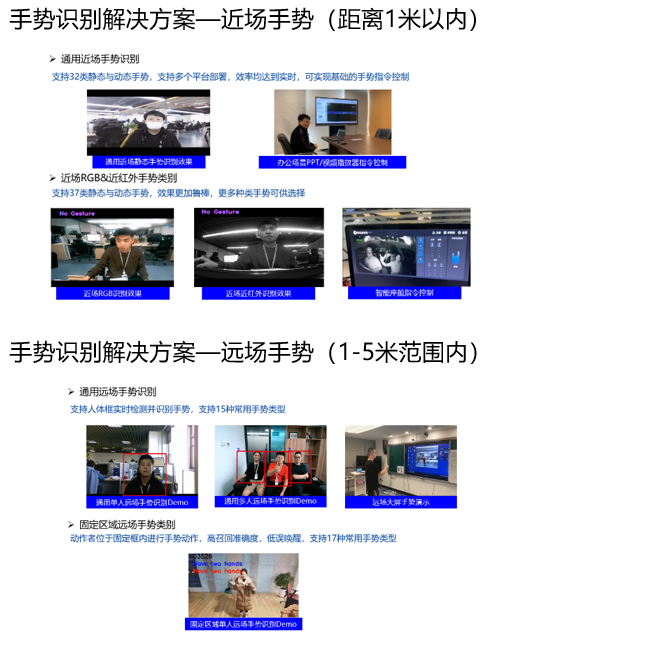 手势识别解决方案—近场手势（距离1米以内）
➢ 通用近场手势识别
支持32类静态与动态手势，支持多个平台部署，效率均达到实时，可实现基础的手势指令控制
通用近场静态手势识别效果
办公场景PPT/视频播放器指令控制
➢ 近场RGB&近红外手势类别
支持37类静态与动态手势，效果更加鲁棒，更多种类手势可供选择
No Gesture
No Gesture
近场RGB识别效果
近场近红外识别效果
智能座舱指令控制
手势识别解决方案—远场手势（1-5米范围内）
➢ 通用远场手势识别
支持人体框实时检测并识别手势，支持15种常用手势类型
通用单人远场手势识别Demo
通用多人远场手势识别Demo
远场大屏手势演示
➢ 固定区域远场手势类别
动作者位于固定框内进行手势动作，高召回准确度，低误唤醒，支持17种常用手势类型
03526
wave two hands
wave two hands
固定区域单人远场手势识别Demo